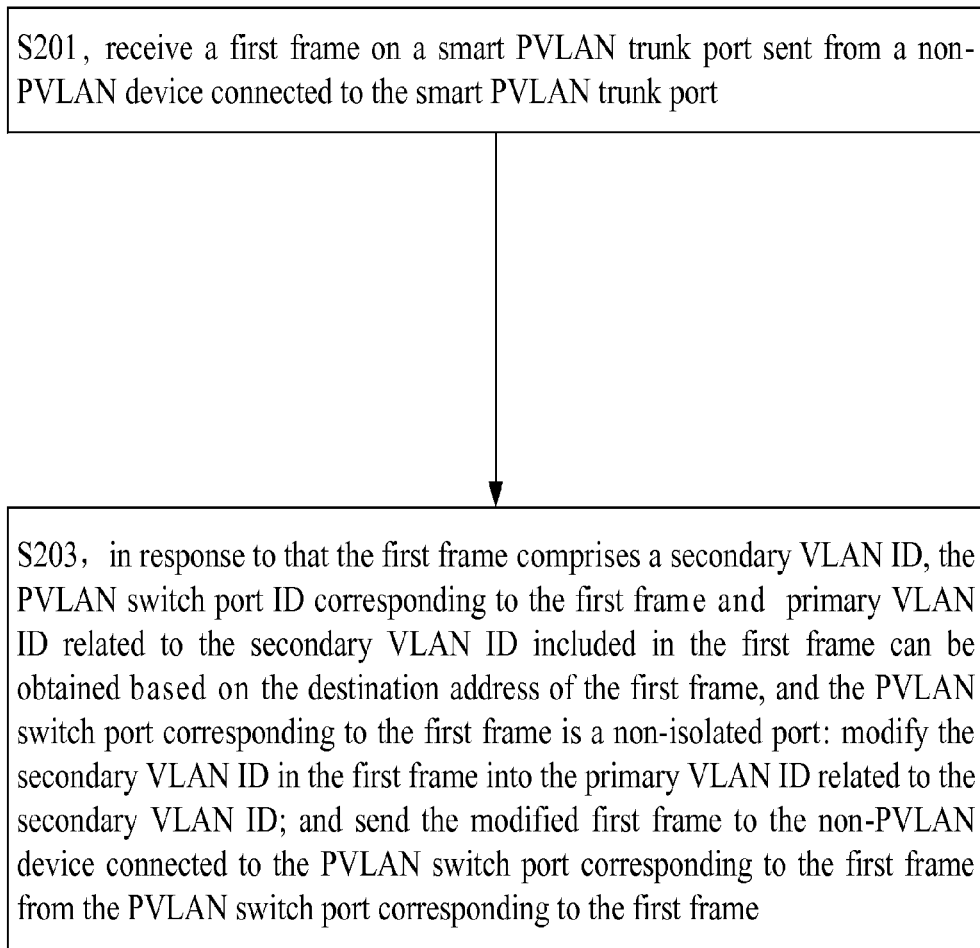 S201, receive a first frame on a smart PVLAN trunk port sent from a non-
PVLAN device connected to the smart PVLAN trunk port
S203, in response to that the first frame comprises a secondary VLAN ID, the
PVLAN switch port ID corresponding to the first frame and primary VLAN
ID related to the secondary VLAN ID included in the first frame can be
obtained based on the destination address of the first frame, and the PVLAN
switch port corresponding to the first frame is a non-isolated port: modify the
secondary VLAN ID in the first frame into the primary VLAN ID related to the
secondary VLAN ID; and send the modified first frame to the non-PVLAN
device connected to the PVLAN switch port corresponding to the first frame
from the PVLAN switch port corresponding to the first frame